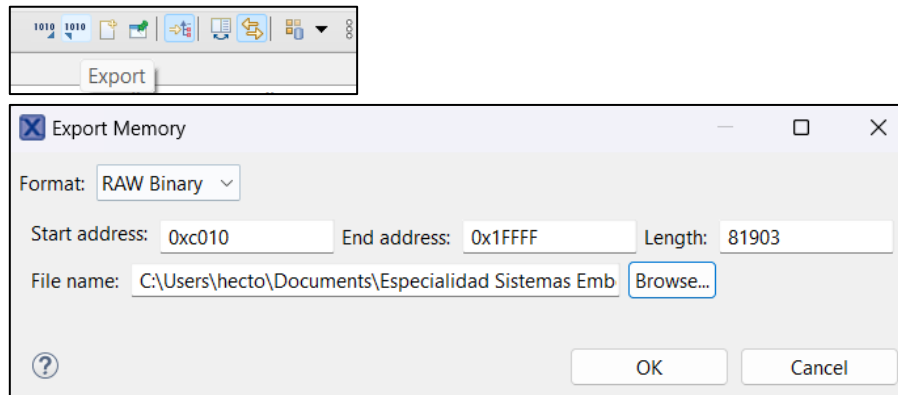 1010 1010
Export
Export Memory
Format: RAW Binary
Start address: 0xc010 End address: 0x1FFFF Length: 81903
File name: C:\Users\hecto\Documents\Especialidad Sistemas Emb Browse...
? OK Cancel